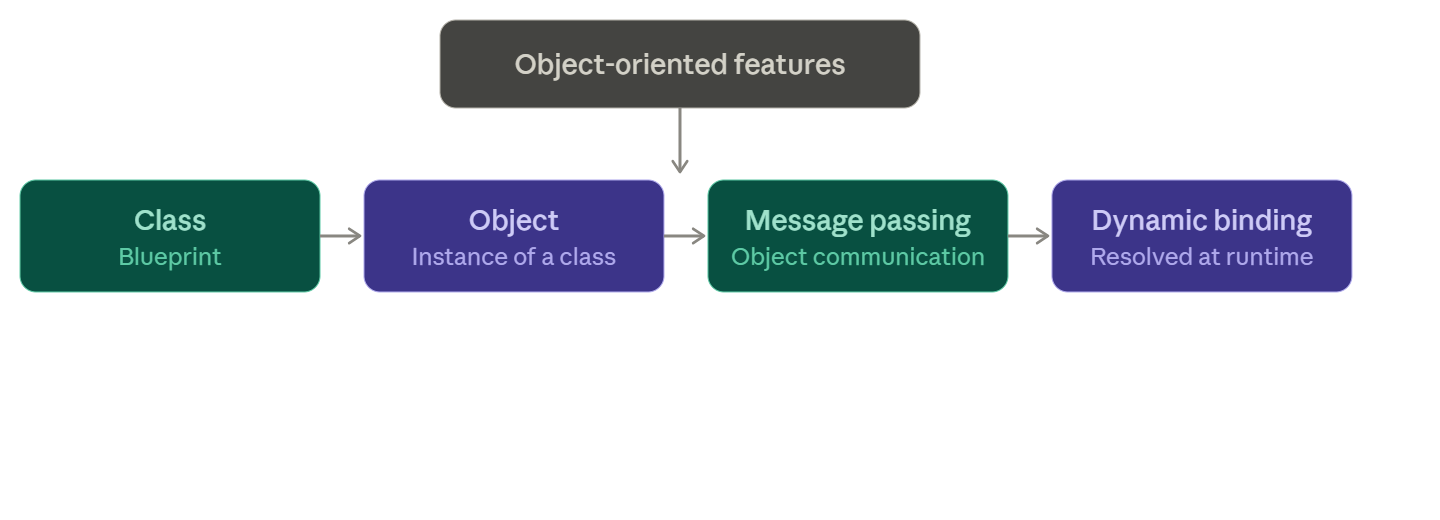 Object-oriented features
Class
Blueprint
Object
Instance of a class
Message passing
Object communication
Dynamic binding
Resolved at runtime